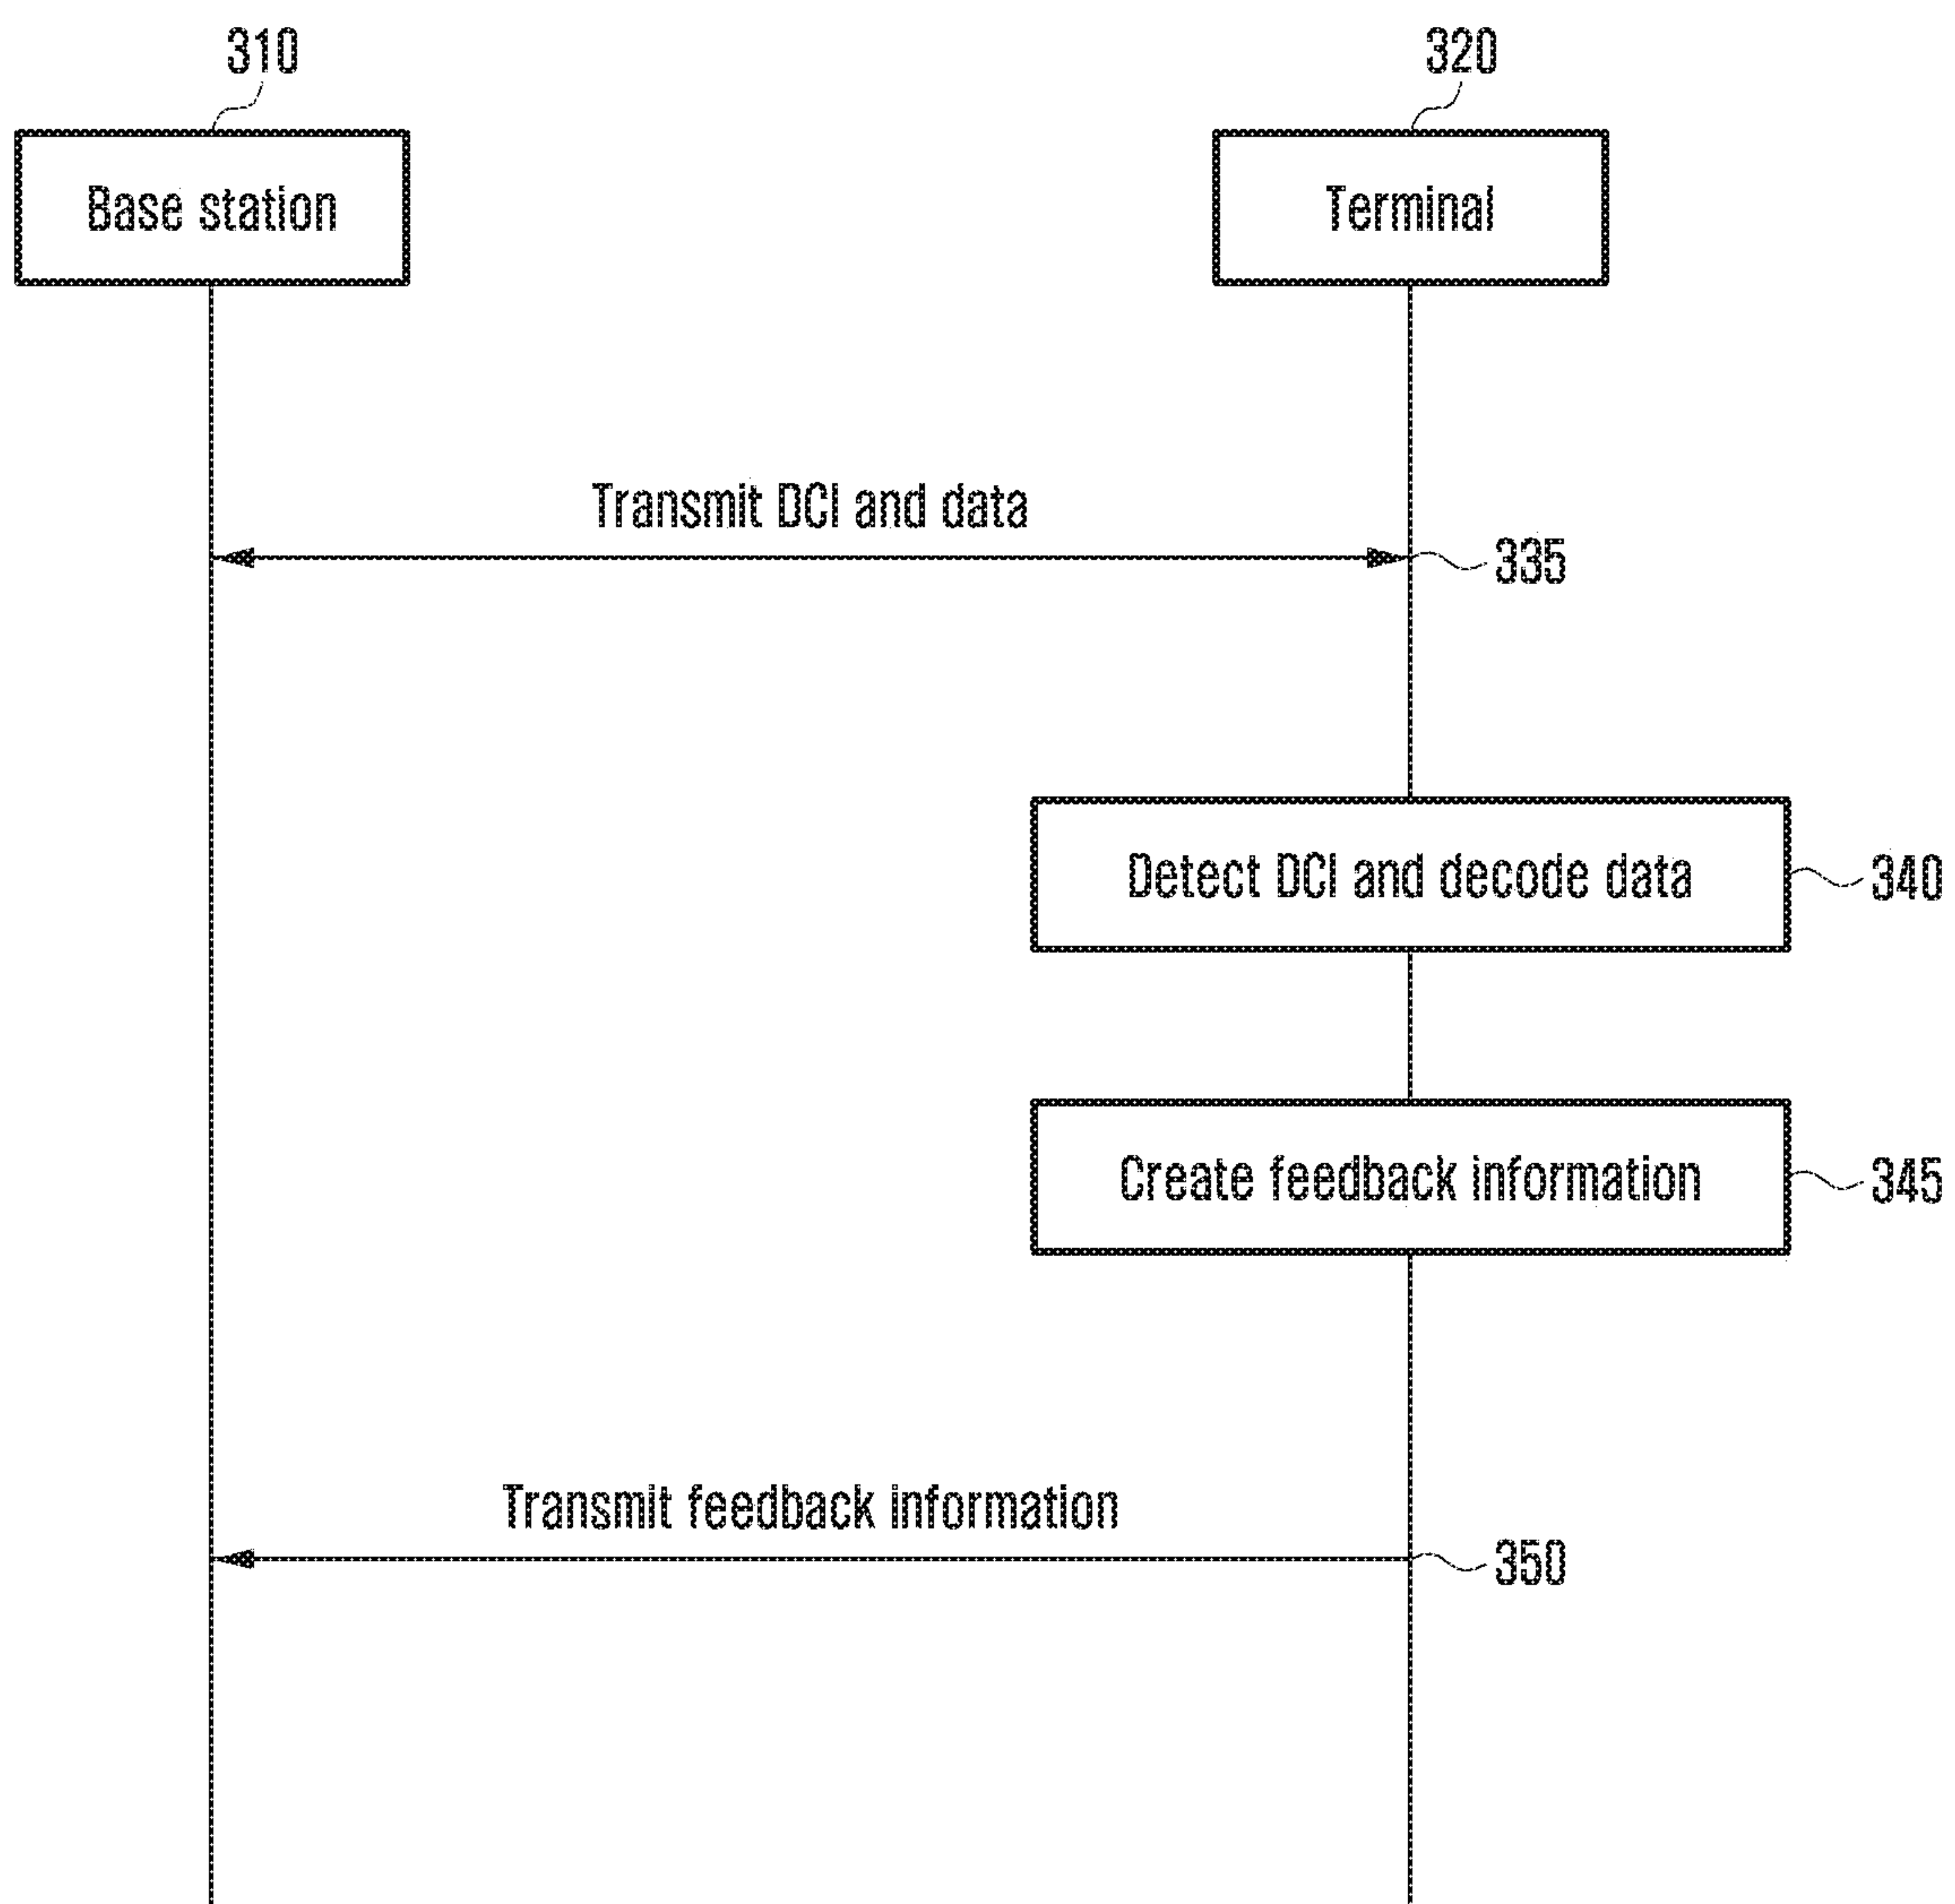 310
320
Base station
Terminal
Transmit DCI and data
335
Detect DCI and decode data
340
Create feedback information
345
Transmit feedback information
350